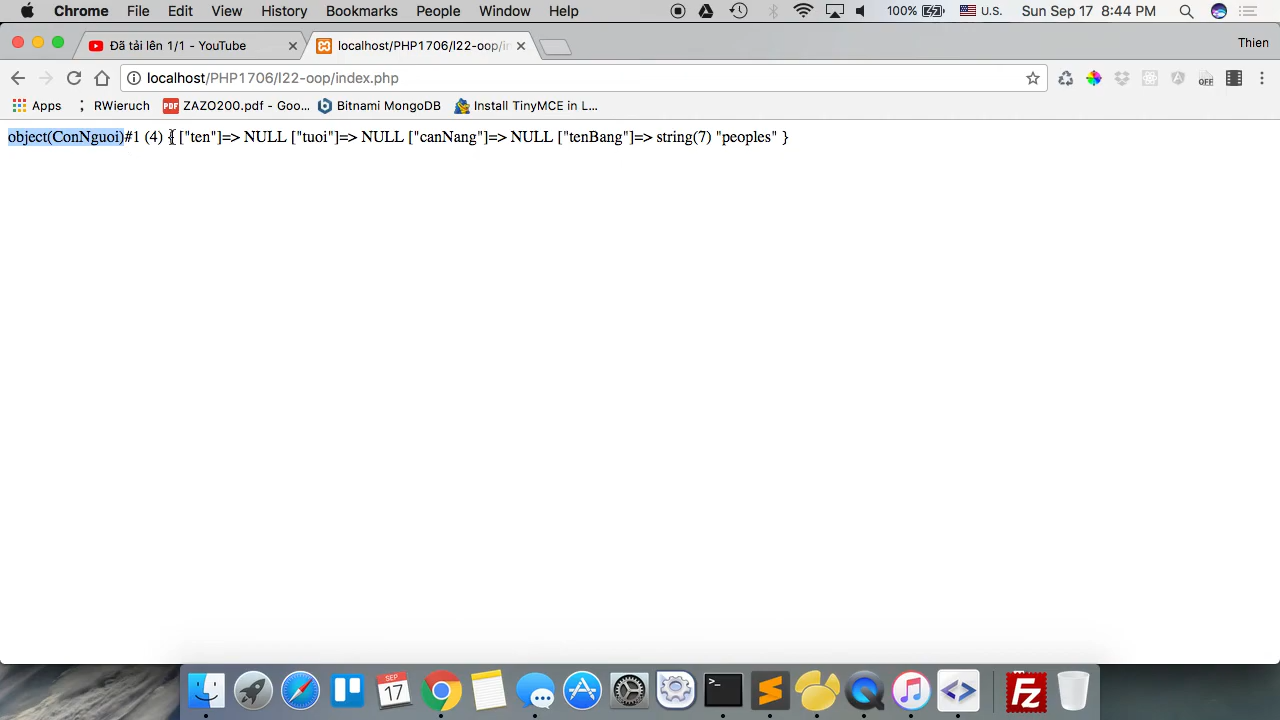 Chrome File Edit View History Bookmarks People Window Help 100% U.S. Sun Sep 17 8:44 PM
Đã tải lên 1/1 - YouTube localhost/PHP1706/l22-oop/in Thien
localhost/PHP1706/l22-oop/index.php
Apps RWieruch ZAZO200.pdf - Goo... Bitnami MongoDB Install TinyMCE in L...
object(ConNguoi)#1 (4) { ["ten"]=> NULL ["tuoi"]=> NULL ["canNang"]=> NULL ["tenBang"]=> string(7) "peoples" }
SEP
17